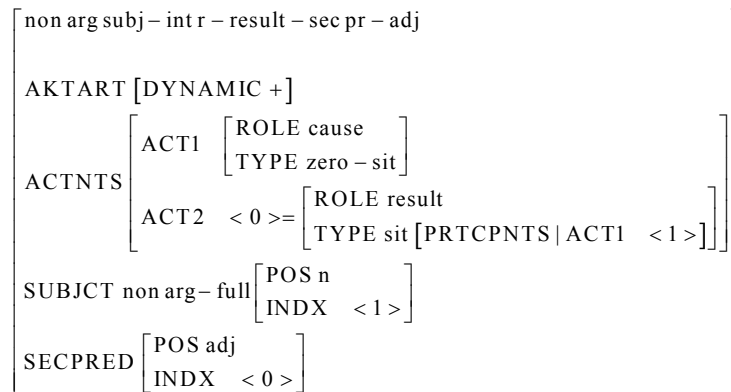 non arg subj – int r – result – sec pr – adj
AKTART [DYNAMIC +]
ACTNTS
ACT1 [ROLE cause
TYPE zero – sit]
ACT2 < 0 >= [ROLE result
TYPE sit [PRTCPNTS | ACT1 < 1 >]]
SUBJCT non arg – full [POS n
INDX < 1 >]
SECPRED [POS adj
INDX < 0 >]